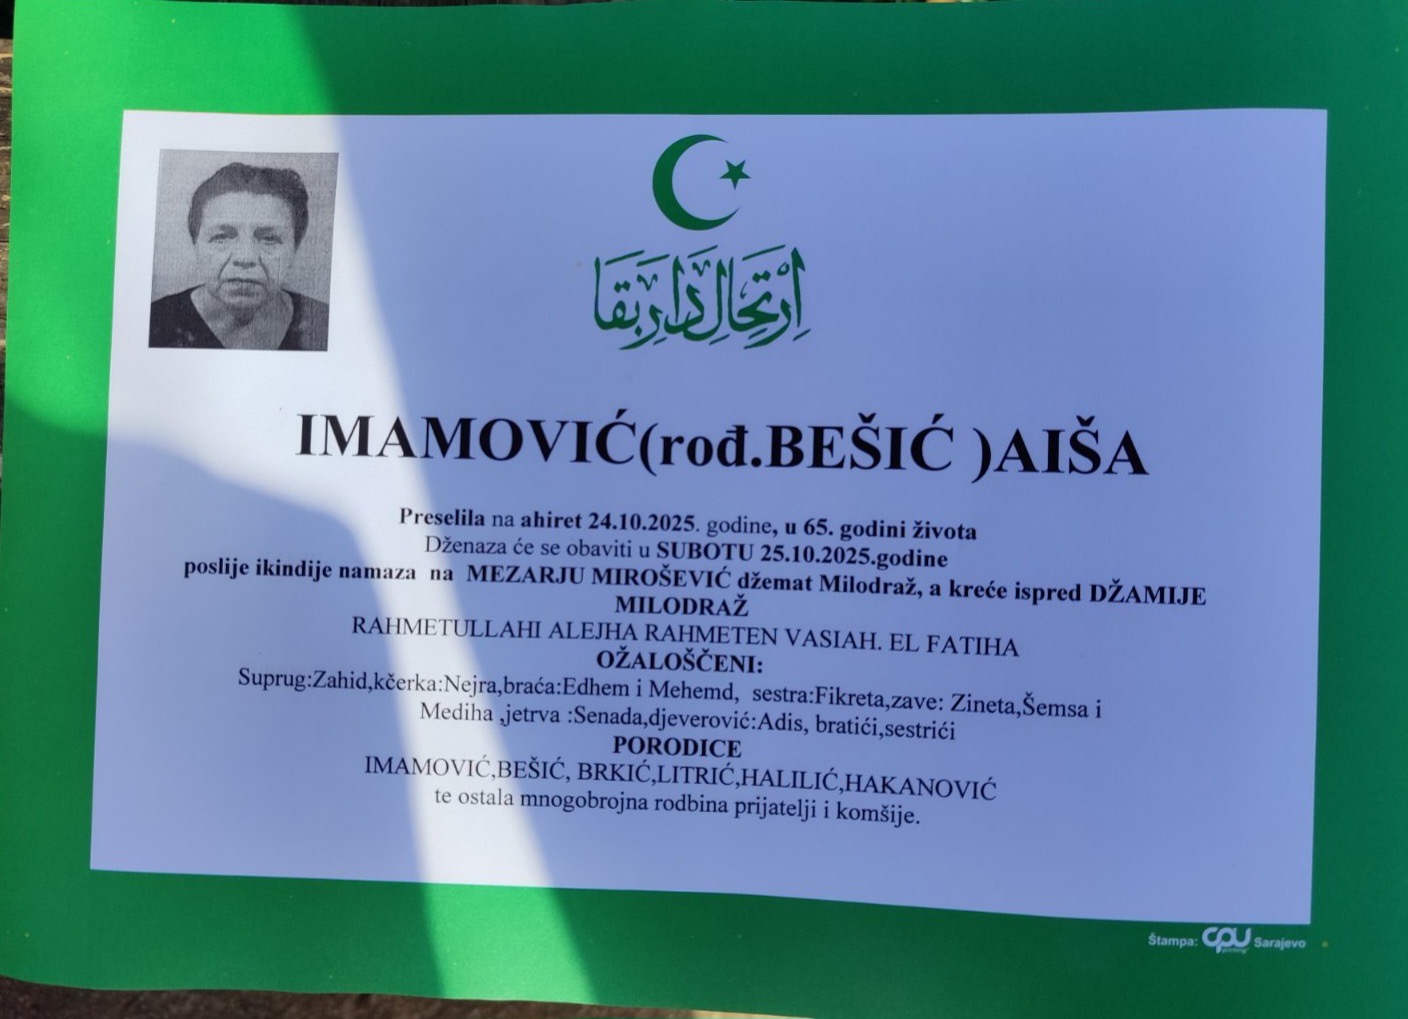 اِرْتِحَالِ دَارِ بَقَا
IMAMOVIĆ(rođ.BEŠIĆ )AIŠA
Preselila na ahiret 24.10.2025. godine, u 65. godini života
Dženaza će se obaviti u SUBOTU 25.10.2025.godine
poslije ikindije namaza na MEZARJU MIROŠEVIĆ džemat Milodraž, a kreće ispred DŽAMIJE
MILODRAŽ
RAHMETULLAHI ALEJHA RAHMETEN VASIAH. EL FATIHA
OŽALOŠČENI:
Suprug:Zahid,kčerka:Nejra,braća:Edhem i Mehemd, sestra:Fikreta,zave: Zineta,Šemsa i
Mediha ,jetrva :Senada,djeverović:Adis, bratići,sestrići
PORODICE
IMAMOVIĆ,BEŠIĆ, BRKIĆ,LITRIĆ,HALILIĆ,HAKANOVIĆ
te ostala mnogobrojna rodbina prijatelji i komšije.
Štampa: CPU Sarajevo